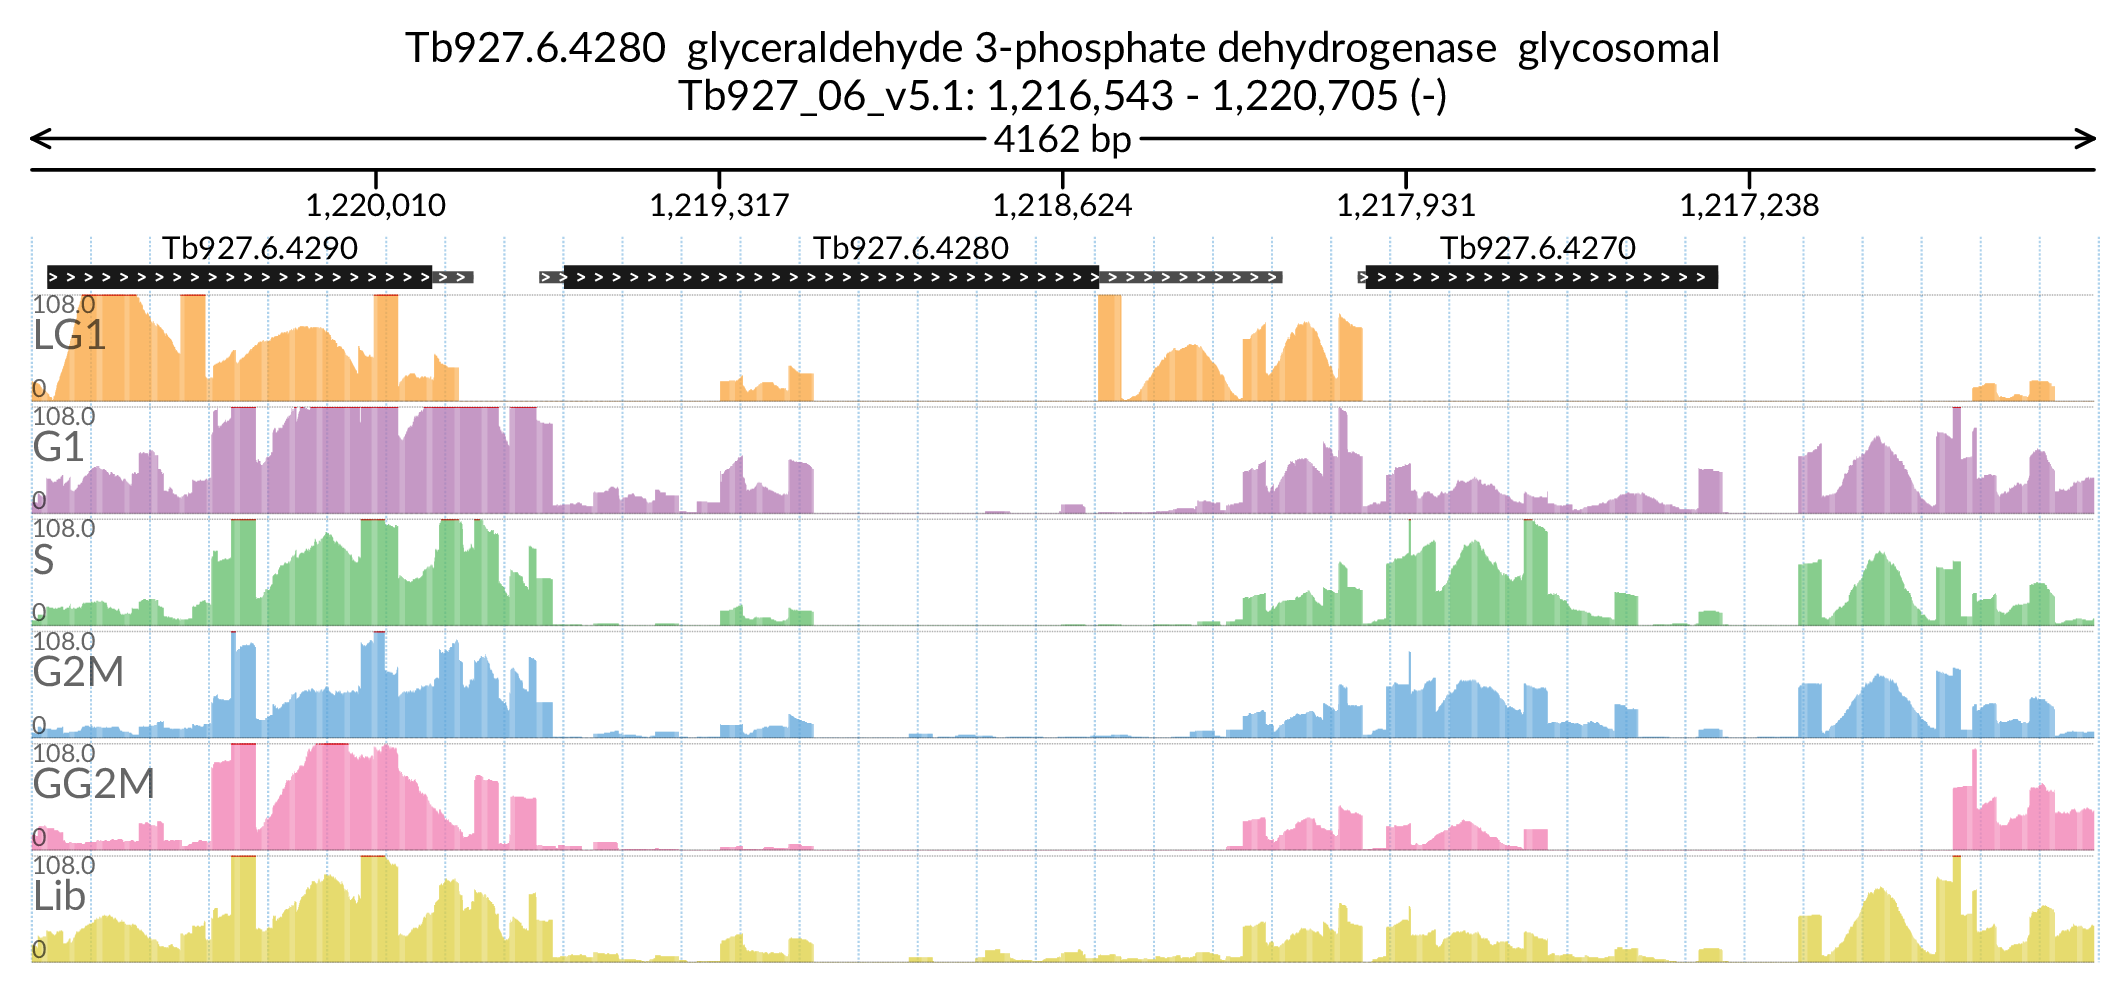 Tb927.6.4280 glyceraldehyde 3-phosphate dehydrogenase glycosomal
Tb927_06_v5.1: 1,216,543 - 1,220,705 (-)
4162 bp
1,220,010 1,219,317 1,218,624 1,217,931 1,217,238
Tb927.6.4290 Tb927.6.4280 Tb927.6.4270
108.0
LG1
0
108.0
G1
0
108.0
S
0
108.0
G2M
0
108.0
GG2M
0
108.0
Lib
0